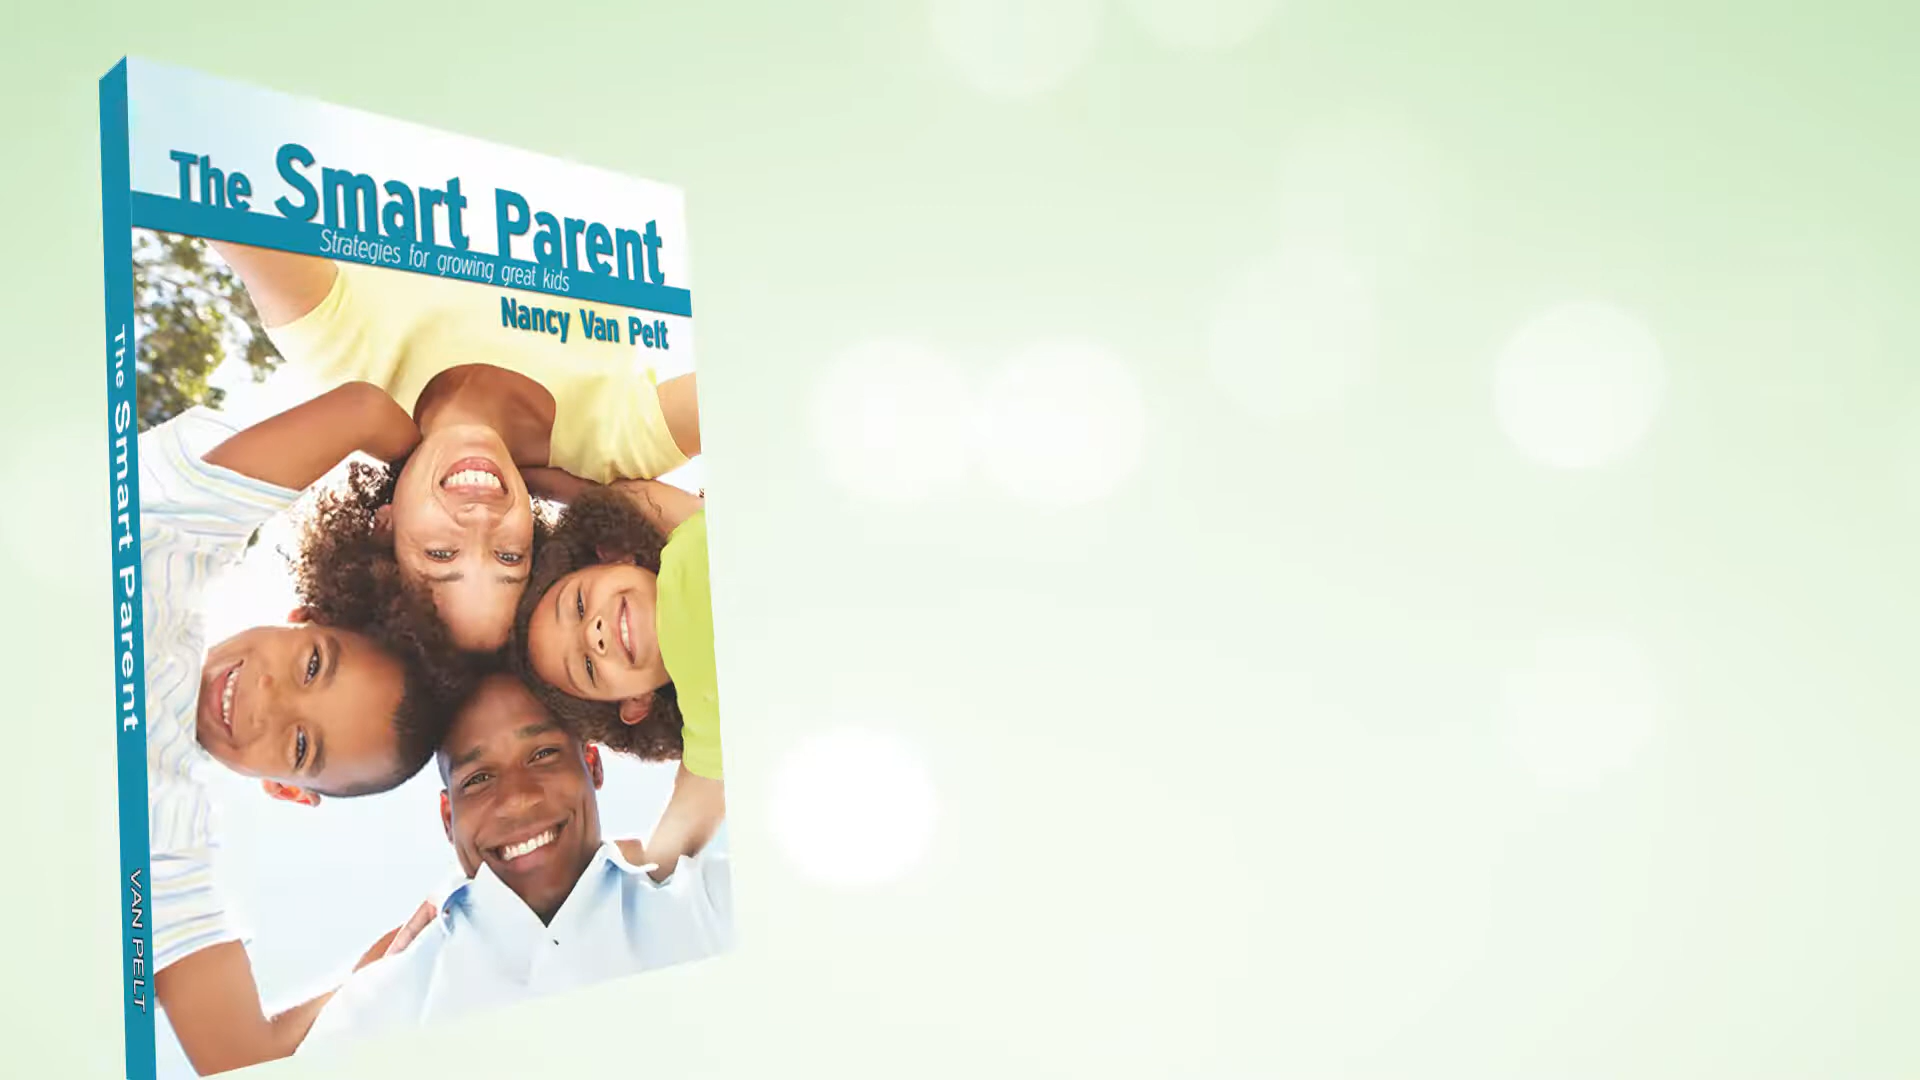 The Smart Parent
Strategies for growing great kids
Nancy Van Pelt
The Smart Parent
VAN PELT